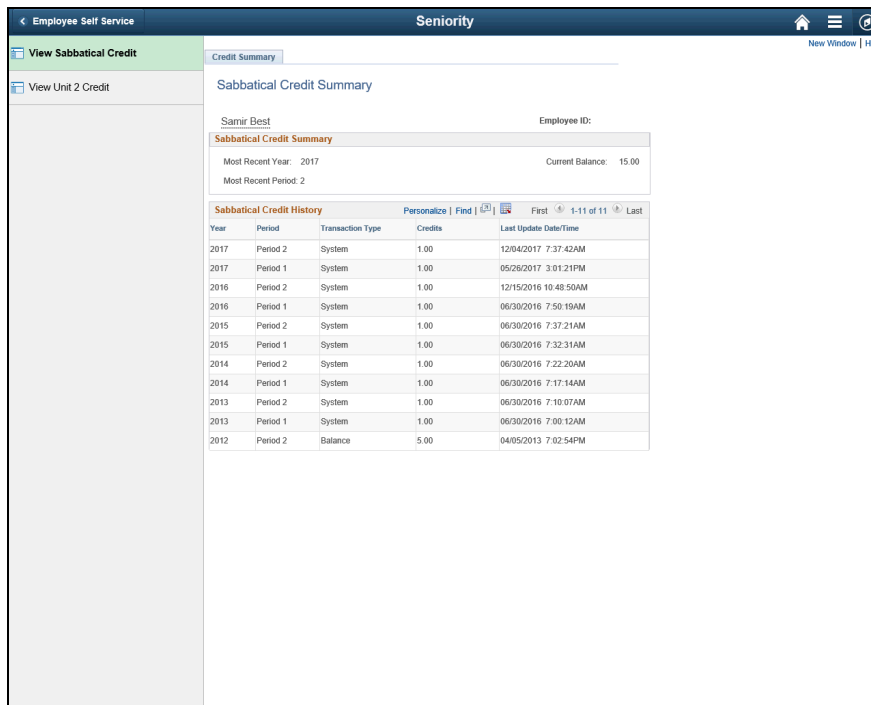 Employee Self Service
Seniority
New Window | H
View Sabbatical Credit
View Unit 2 Credit
Credit Summary
Sabbatical Credit Summary
Samir Best Employee ID:
Sabbatical Credit Summary
Most Recent Year: 2017 Current Balance: 15.00
Most Recent Period: 2
Sabbatical Credit History Personalize | Find | | First 1-11 of 11 Last
Year Period Transaction Type Credits Last Update Date/Time
2017 Period 2 System 1.00 12/04/2017 7:37:42AM
2017 Period 1 System 1.00 05/26/2017 3:01:21PM
2016 Period 2 System 1.00 12/15/2016 10:48:50AM
2016 Period 1 System 1.00 06/30/2016 7:50:19AM
2015 Period 2 System 1.00 06/30/2016 7:37:21AM
2015 Period 1 System 1.00 06/30/2016 7:32:31AM
2014 Period 2 System 1.00 06/30/2016 7:22:20AM
2014 Period 1 System 1.00 06/30/2016 7:17:14AM
2013 Period 2 System 1.00 06/30/2016 7:10:07AM
2013 Period 1 System 1.00 06/30/2016 7:00:12AM
2012 Period 2 Balance 5.00 04/05/2013 7:02:54PM